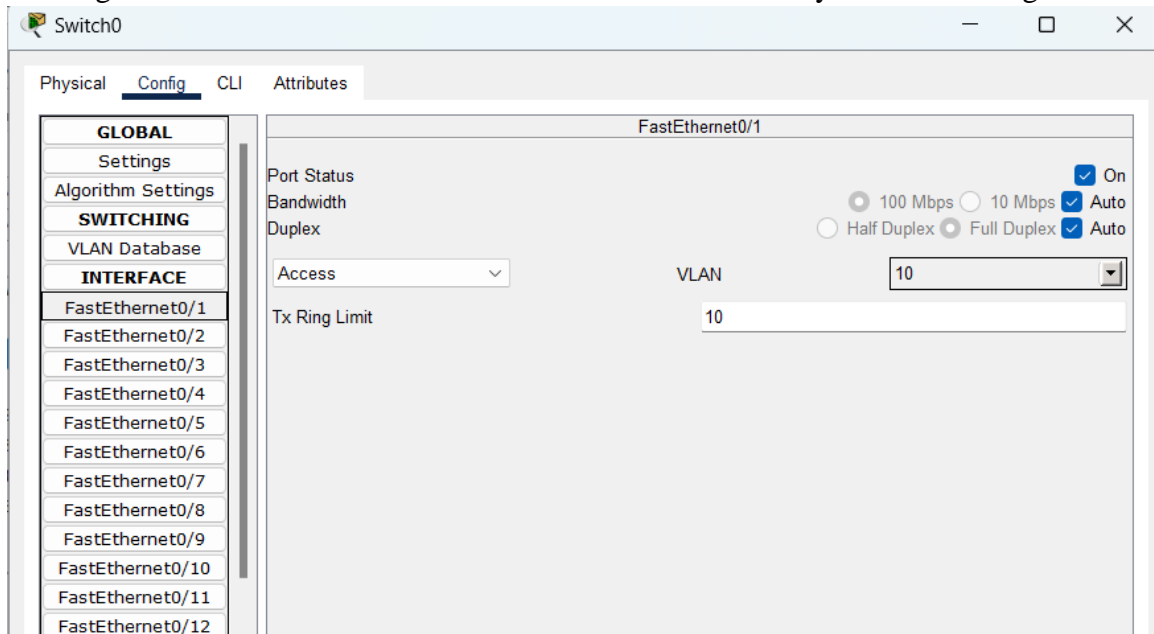 Switch0
Physical Config CLI Attributes
GLOBAL
Settings
Algorithm Settings
SWITCHING
VLAN Database
INTERFACE
FastEthernet0/1
FastEthernet0/2
FastEthernet0/3
FastEthernet0/4
FastEthernet0/5
FastEthernet0/6
FastEthernet0/7
FastEthernet0/8
FastEthernet0/9
FastEthernet0/10
FastEthernet0/11
FastEthernet0/12
FastEthernet0/1
Port Status On
Bandwidth 100 Mbps 10 Mbps Auto
Duplex Half Duplex Full Duplex Auto
Access VLAN 10
Tx Ring Limit 10